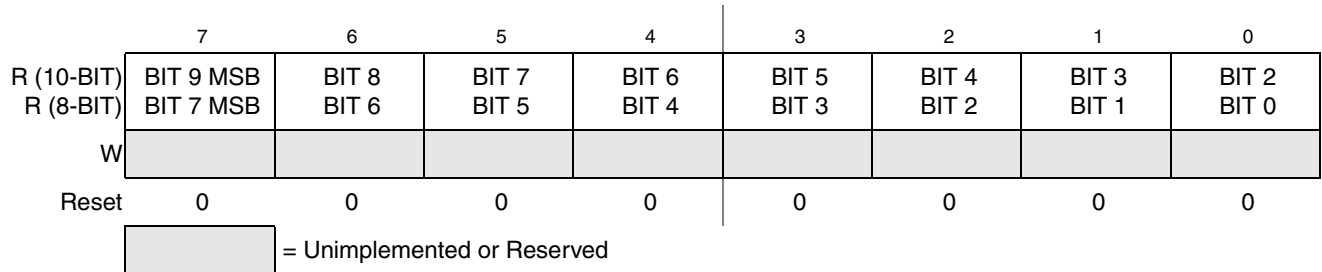 7 6 5 4 3 2 1 0
R (10-BIT) BIT 9 MSB BIT 8 BIT 7 BIT 6 BIT 5 BIT 4 BIT 3 BIT 2
R (8-BIT) BIT 7 MSB BIT 6 BIT 5 BIT 4 BIT 3 BIT 2 BIT 1 BIT 0
W
Reset 0 0 0 0 0 0 0 0
= Unimplemented or Reserved